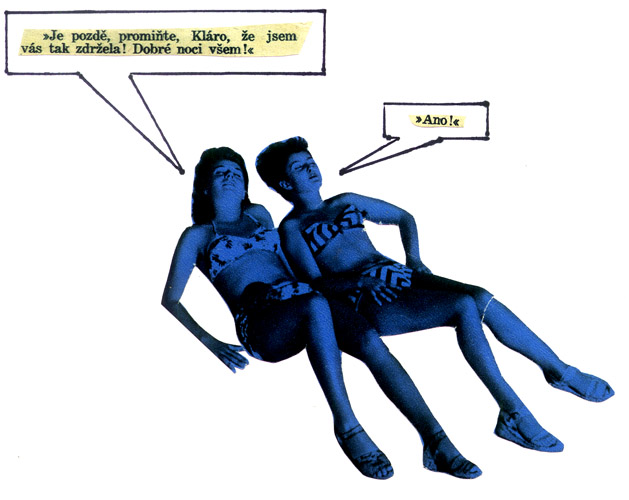 »Je pozdě, promiňte, Kláro, že jsem
vás tak zdržela! Dobré noci všem!«
»Ano!«